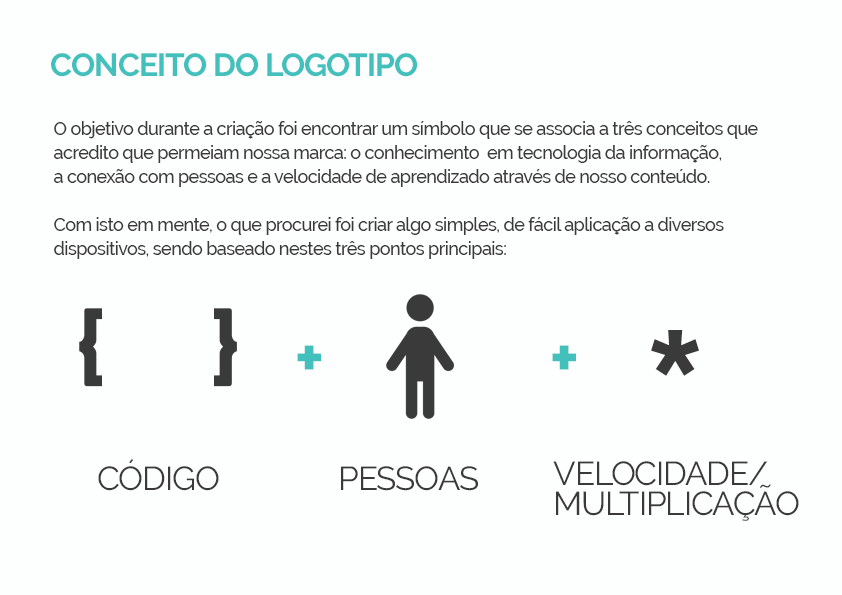 CONCEITO DO LOGOTIPO
O objetivo durante a criação foi encontrar um símbolo que se associa a três conceitos que
acredito que permeiam nossa marca: o conhecimento  em tecnologia da informação,
a conexão com pessoas e a velocidade de aprendizado através de nosso conteúdo.
Com isto em mente, o que procurei foi criar algo simples, de fácil aplicação a diversos
dispositivos, sendo baseado nestes três pontos principais:
{ } + + *
CÓDIGO PESSOAS VELOCIDADE/
MULTIPLICAÇÃO